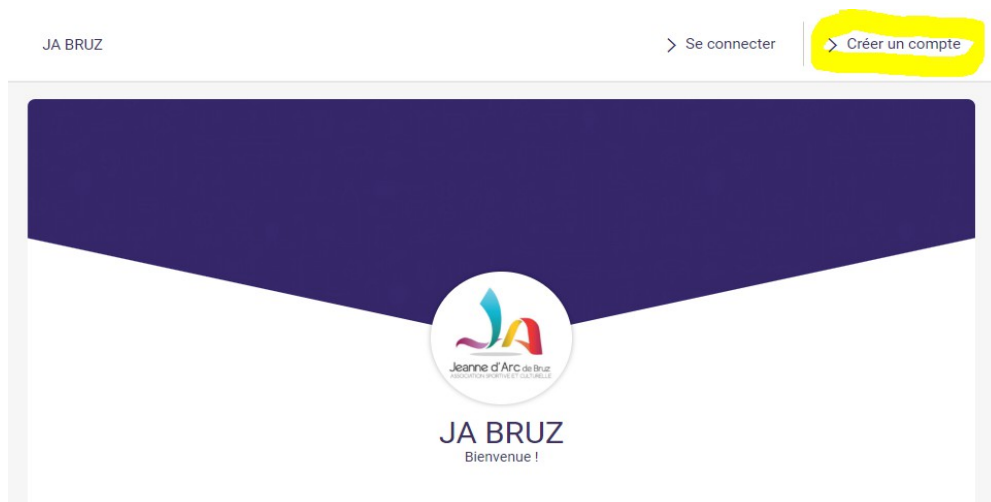 JA BRUZ
> Se connecter
> Créer un compte
JA
Jeanne d'Arc de Bruz
ASSOCIATION SPORTIVE ET CULTURELLE
JA BRUZ
Bienvenue !